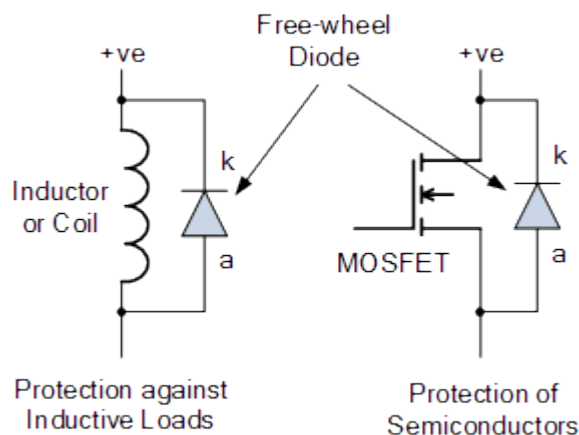 Free-wheel
Diode
+ve
+ve
k
k
Inductor
or Coil
a
a
MOSFET
Protection against
Inductive Loads
Protection of
Semiconductors